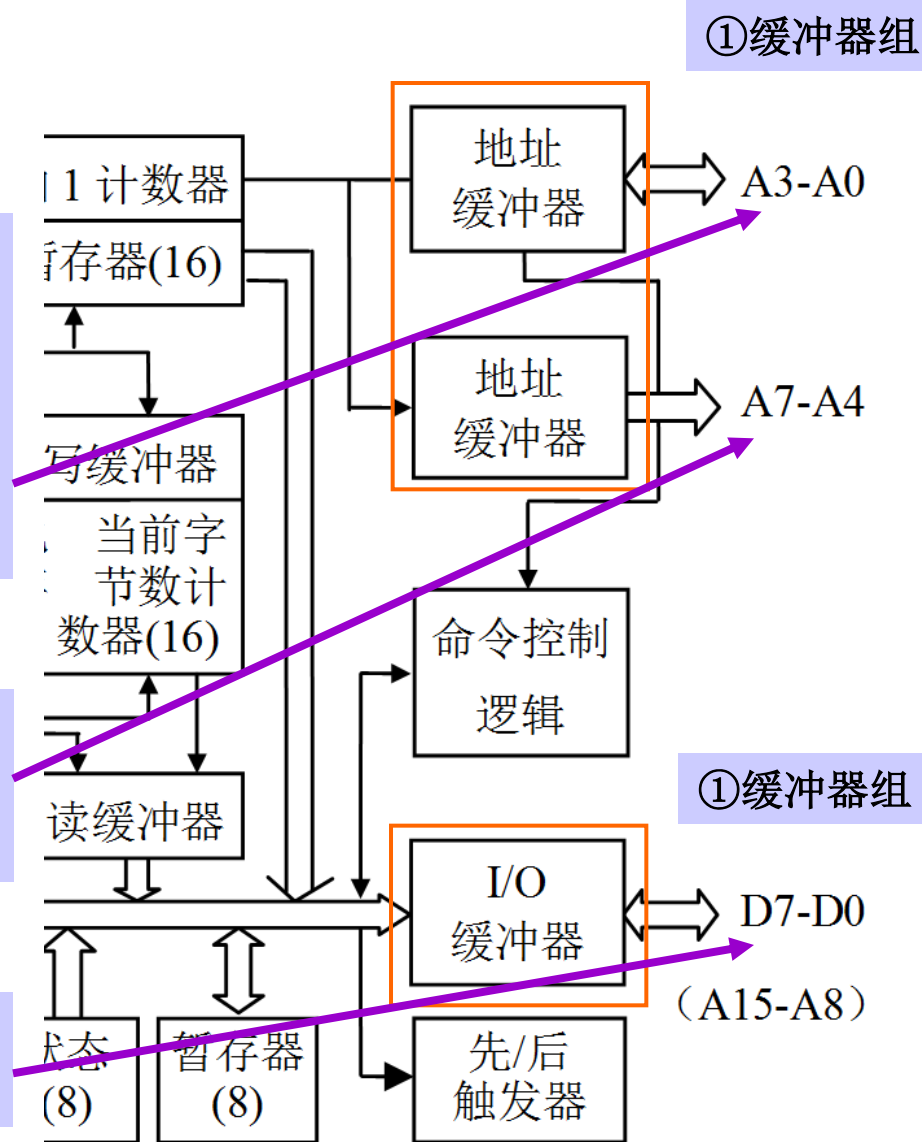 ①缓冲器组
1 计数器
地址
缓冲器
A3-A0
存器(16)
地址
缓冲器
A7-A4
写缓冲器
当前字
节数计
数器(16)
命令控制
逻辑
①缓冲器组
读缓冲器
I/O
缓冲器
D7-D0
（A15-A8）
状态
(8)
暂存器
(8)
先/后
触发器